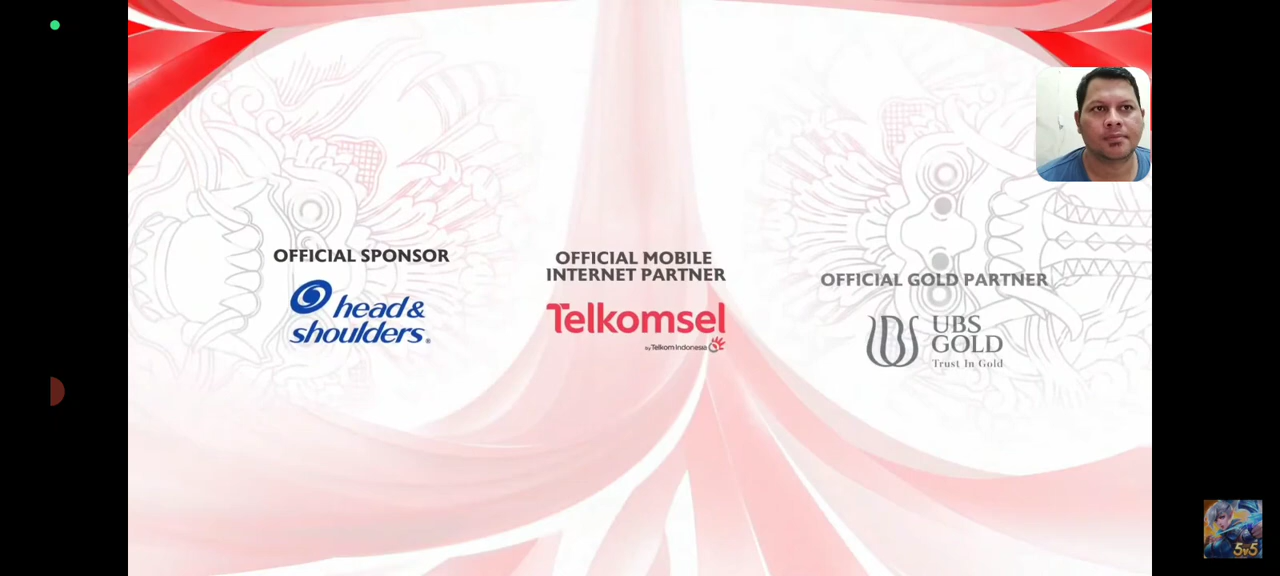 OFFICIAL SPONSOR
head &
shoulders®
OFFICIAL MOBILE
INTERNET PARTNER
Telkomsel
by Telkom Indonesia
OFFICIAL GOLD PARTNER
UBS
GOLD
Trust In Gold
5v5